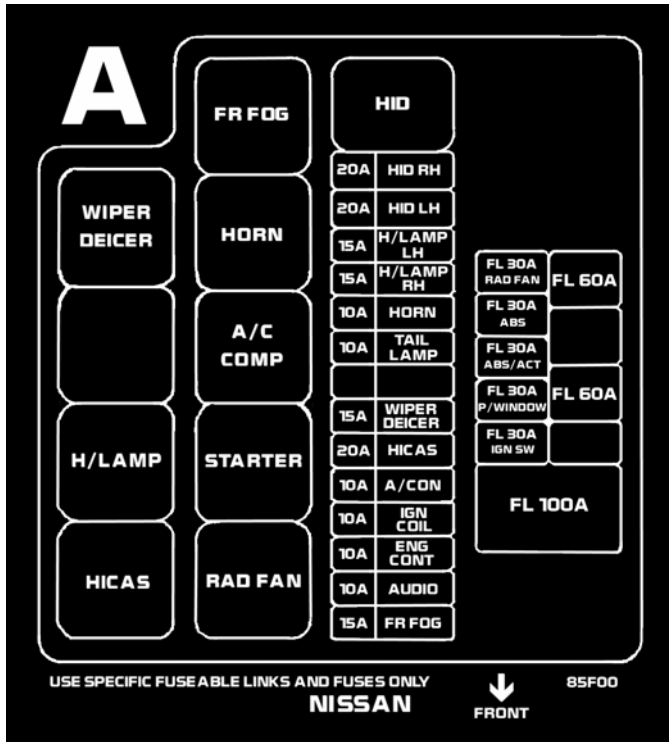 A
WIPER
DEICER
H/LAMP
HICAS
FR FOG
HORN
A/C
COMP
STARTER
RAD FAN
HID
20A HID RH
20A HID LH
15A H/LAMP
LH
15A H/LAMP
RH
10A HORN
10A TAIL
LAMP
15A WIPER
DEICER
20A HICAS
10A A/CON
10A IGN
COIL
10A ENG
CONT
10A AUDIO
15A FR FOG
FL 30A
RAD FAN
FL 30A
ABS
FL 30A
ABS/ACT
FL 30A
P/WINDOW
FL 30A
IGN SW
FL 60A
FL 60A
FL 100A
USE SPECIFIC FUSEABLE LINKS AND FUSES ONLY
NISSAN
FRONT
85F00